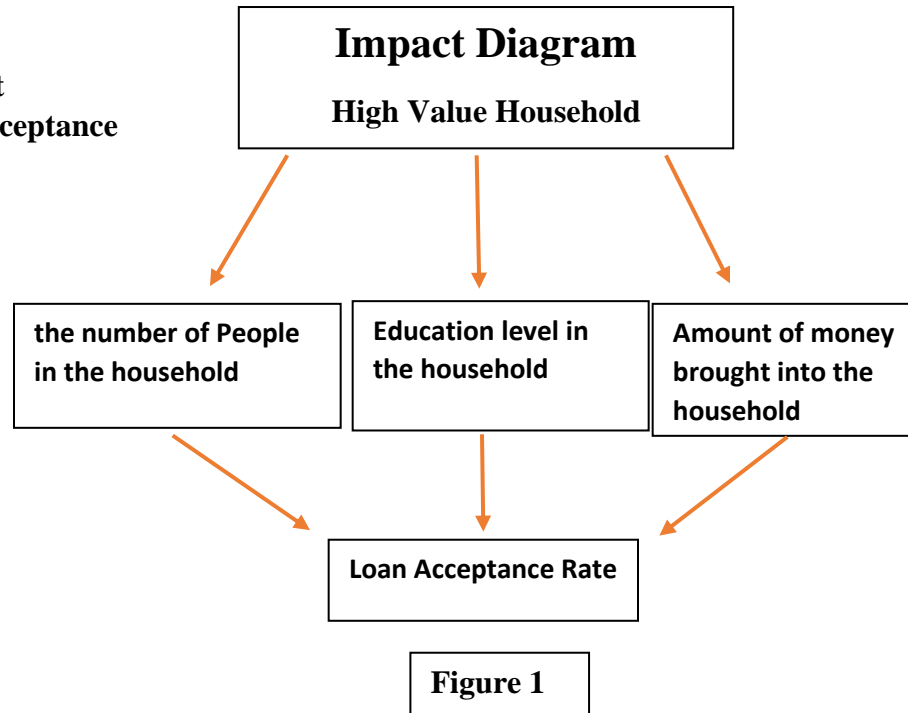 Impact Diagram
High Value Household
t
ceptance
the number of People
in the household
Education level in
the household
Amount of money
brought into the
household
Loan Acceptance Rate
Figure 1